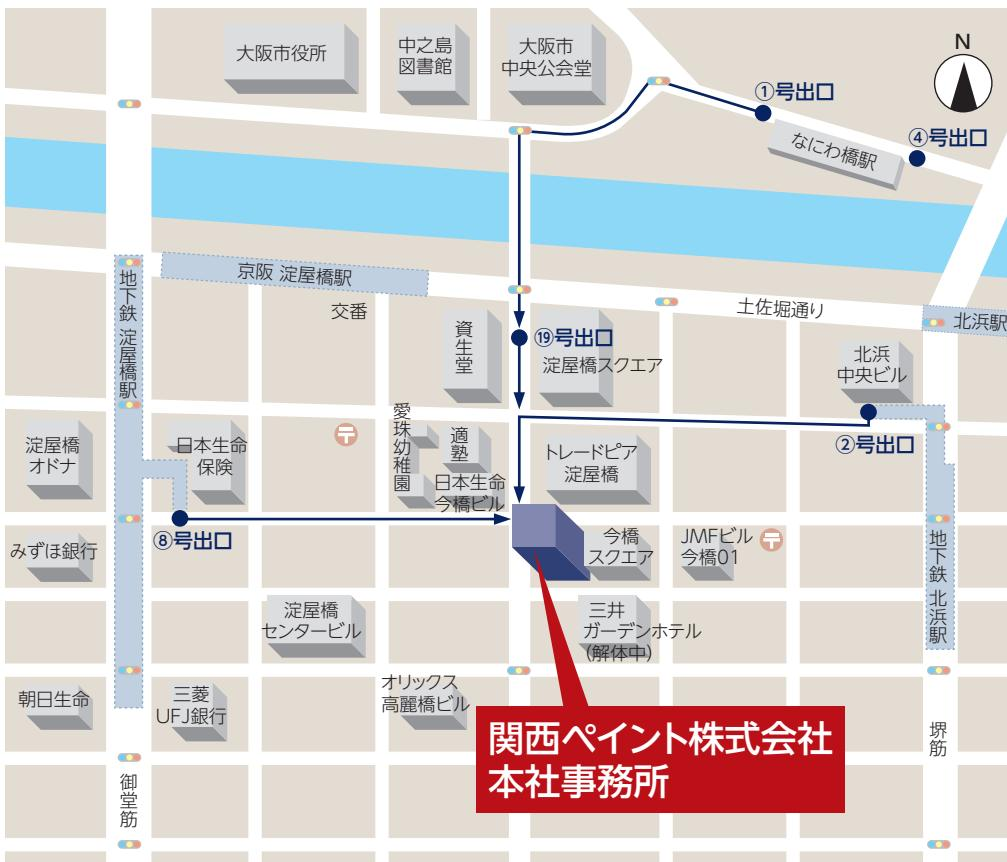 大阪市役所
中之島
図書館
大阪市
中央公会堂
N
①号出口
④号出口
なにわ橋駅
京阪 淀屋橋駅
交番
土佐堀通り
北浜駅
地下鉄 淀屋橋駅
資生堂
⑲号出口
淀屋橋スクエア
北浜
中央ビル
②号出口
淀屋橋
オドナ
日本生命
保険
愛珠幼稚園
適塾
日本生命
今橋ビル
トレードピア
淀屋橋
みずほ銀行
⑧号出口
今橋
スクエア
JMFビル
今橋01
地下鉄 北浜駅
淀屋橋
センタービル
三井
ガーデンホテル
(解体中)
朝日生命
三菱
UFJ銀行
オリックス
高麗橋ビル
関西ペイント株式会社
本社事務所
御堂筋
堺筋